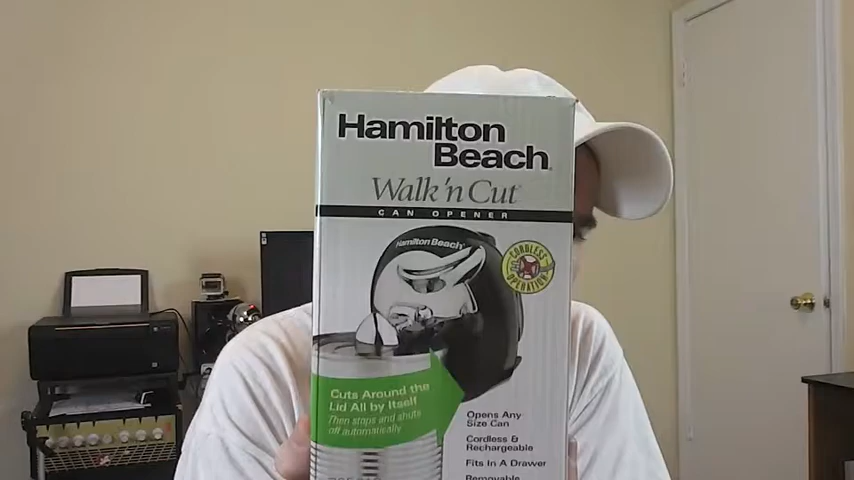 Hamilton
Beach
Walk 'n Cut
CAN OPENER
Hamilton Beach
CORDLESS
OPERATION
Cuts Around the
Lid All by Itself
Then stops and shuts
off automatically
Opens Any
Size Can
Cordless &
Rechargeable
Fits In A Drawer
Removable